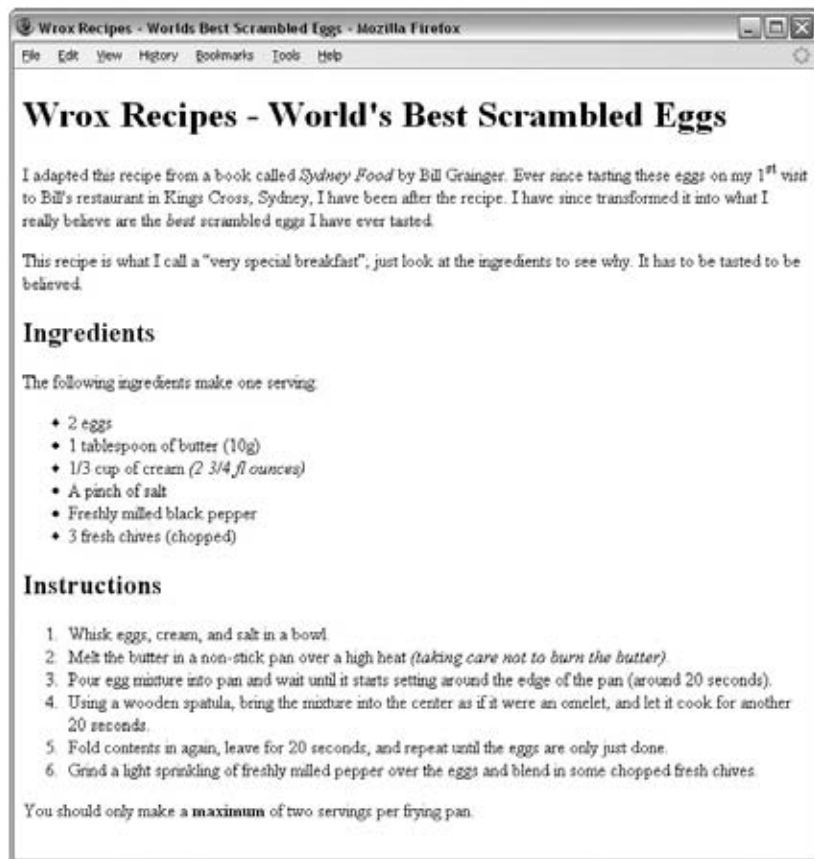 Wrox Recipes - Worlds Best Scrambled Eggs - Mozilla Firefox
File Edit View History Bookmarks Tools Help
Wrox Recipes - World's Best Scrambled Eggs
I adapted this recipe from a book called Sydney Food by Bill Grainger. Ever since tasting these eggs on my 1st visit
to Bill's restaurant in Kings Cross, Sydney, I have been after the recipe. I have since transformed it into what I
really believe are the best scrambled eggs I have ever tasted.
This recipe is what I call a “very special breakfast”; just look at the ingredients to see why. It has to be tasted to be
believed.
Ingredients
The following ingredients make one serving:
• 2 eggs
• 1 tablespoon of butter (10g)
• 1/3 cup of cream (2 3/4 fl ounces)
• A pinch of salt
• Freshly milled black pepper
• 3 fresh chives (chopped)
Instructions
1. Whisk eggs, cream, and salt in a bowl.
2. Melt the butter in a non-stick pan over a high heat (taking care not to burn the butter).
3. Pour egg mixture into pan and wait until it starts setting around the edge of the pan (around 20 seconds).
4. Using a wooden spatula, bring the mixture into the center as if it were an omelet, and let it cook for another
20 seconds.
5. Fold contents in again, leave for 20 seconds, and repeat until the eggs are only just done.
6. Grind a light sprinkling of freshly milled pepper over the eggs and blend in some chopped fresh chives.
You should only make a maximum of two servings per frying pan.